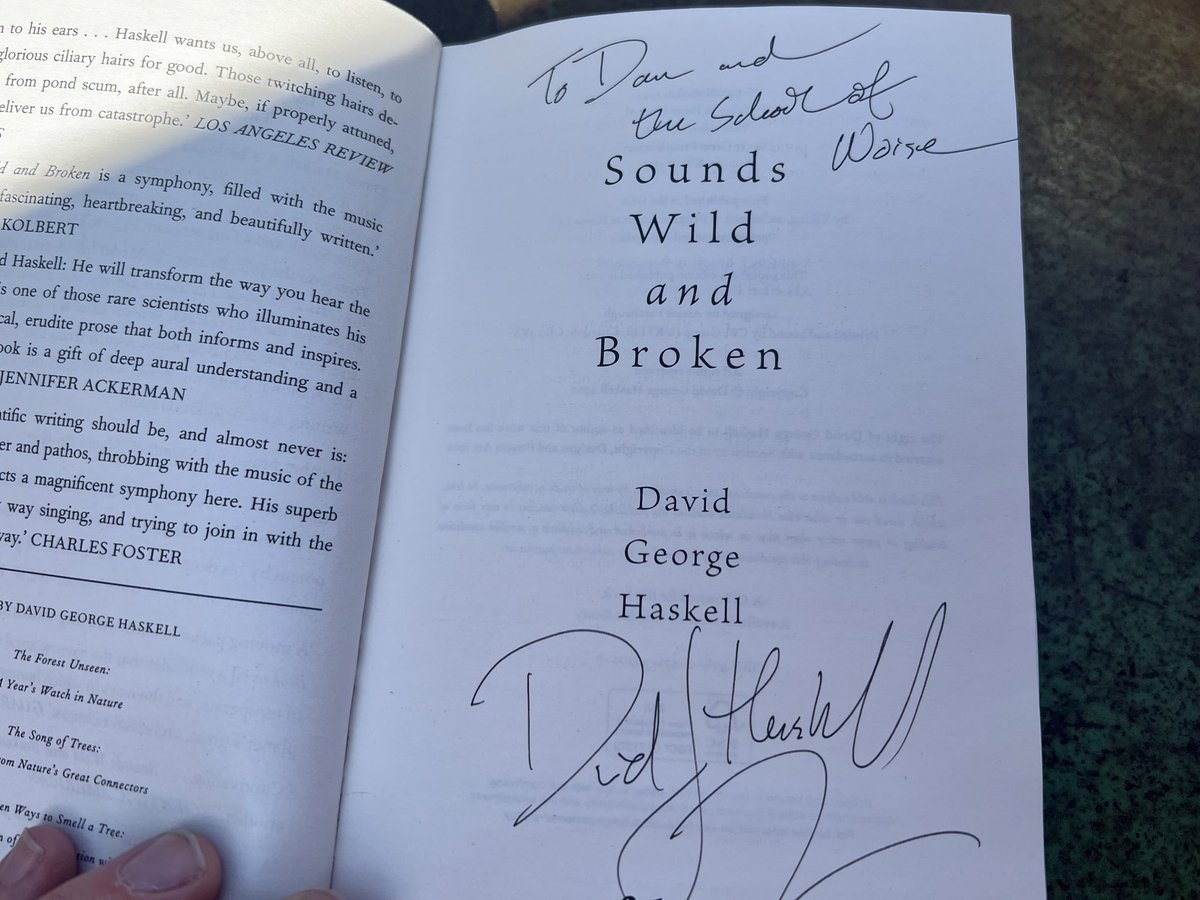 n to his ears . . . Haskell wants us, above all, to listen, to
glorious ciliary hairs for good. Those twitching hairs de-
from pond scum, after all. Maybe, if properly attuned,
eliver us from catastrophe.’ LOS ANGELES REVIEW
S
d and Broken is a symphony, filled with the music
fascinating, heartbreaking, and beautifully written.’
KOLBERT
d Haskell: He will transform the way you hear the
’s one of those rare scientists who illuminates his
cal, erudite prose that both informs and inspires.
ook is a gift of deep aural understanding and a
JENNIFER ACKERMAN
ntific writing should be, and almost never is:
er and pathos, throbbing with the music of the
cts a magnificent symphony here. His superb
way singing, and trying to join in with the
way.’ CHARLES FOSTER
BY DAVID GEORGE HASKELL
The Forest Unseen:
A Year’s Watch in Nature
The Song of Trees:
om Nature’s Great Connectors
en Ways to Smell a Tree:
To Dan and
the School of
Noise
Sounds
Wild
and
Broken
David
George
Haskell
David G Haskell